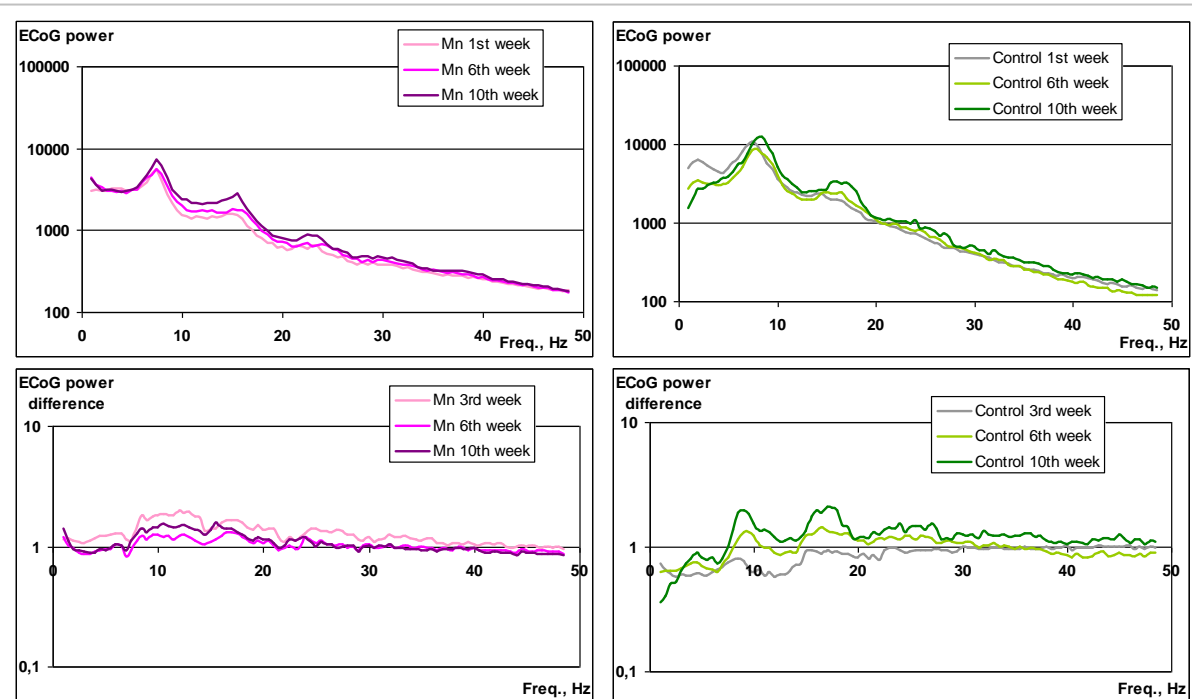 ECoG power
Mn 1st week
Mn 6th week
Mn 10th week
100000
10000
1000
100
0
10
20
30
40
50
Freq., Hz
ECoG power
Control 1st week
Control 6th week
Control 10th week
100000
10000
1000
100
0
10
20
30
40
50
Freq., Hz
ECoG power
difference
Mn 3rd week
Mn 6th week
Mn 10th week
10
1
0,1
0
10
20
30
40
50
Freq., Hz
ECoG power
difference
Control 3rd week
Control 6th week
Control 10th week
10
1
0,1
0
10
20
30
40
50
Freq., Hz